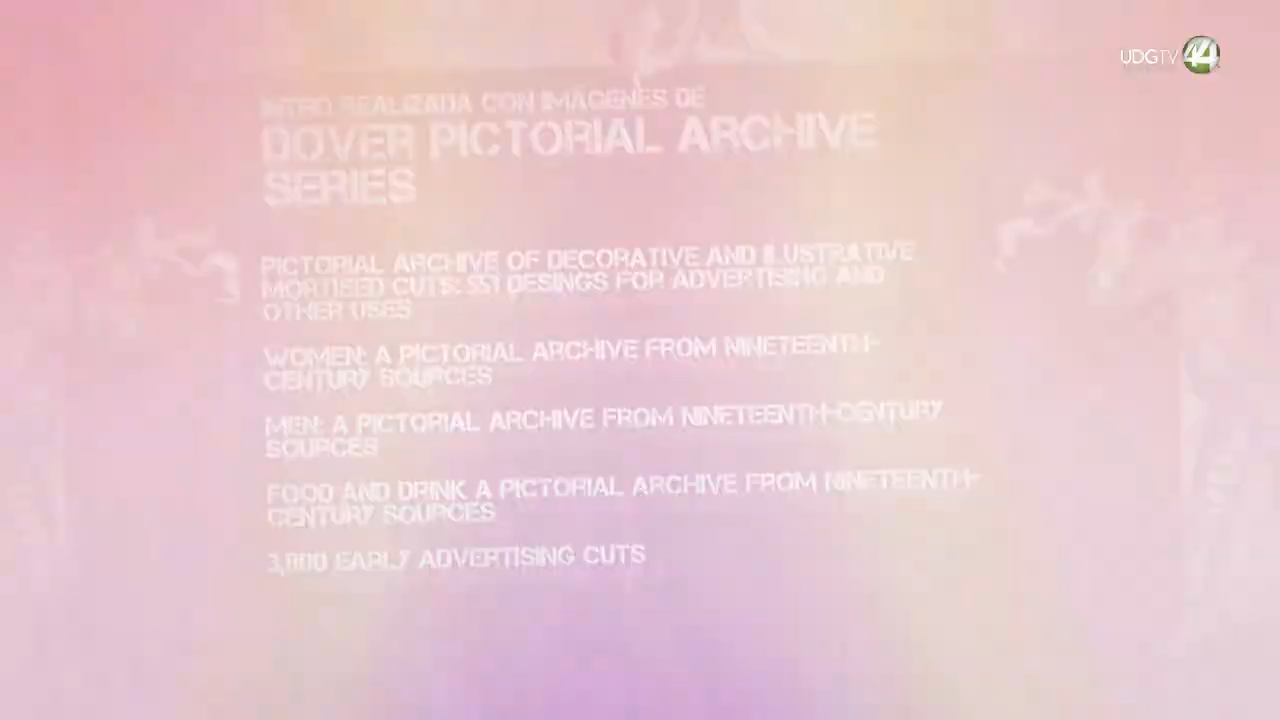 UDGTV 44
INTRO REALIZADA CON IMÁGENES DE
DOVER PICTORIAL ARCHIVE
SERIES
PICTORIAL ARCHIVE OF DECORATIVE AND ILUSTRATIVE
MORTISED CUTS: 551 DESINGS FOR ADVERTISING AND
OTHER USES
WOMEN: A PICTORIAL ARCHIVE FROM NINETEENTH-
CENTURY SOURCES
MEN: A PICTORIAL ARCHIVE FROM NINETEENTH-CENTURY
SOURCES
FOOD AND DRINK A PICTORIAL ARCHIVE FROM NINETEENTH-
CENTURY SOURCES
3,800 EARLY ADVERTISING CUTS